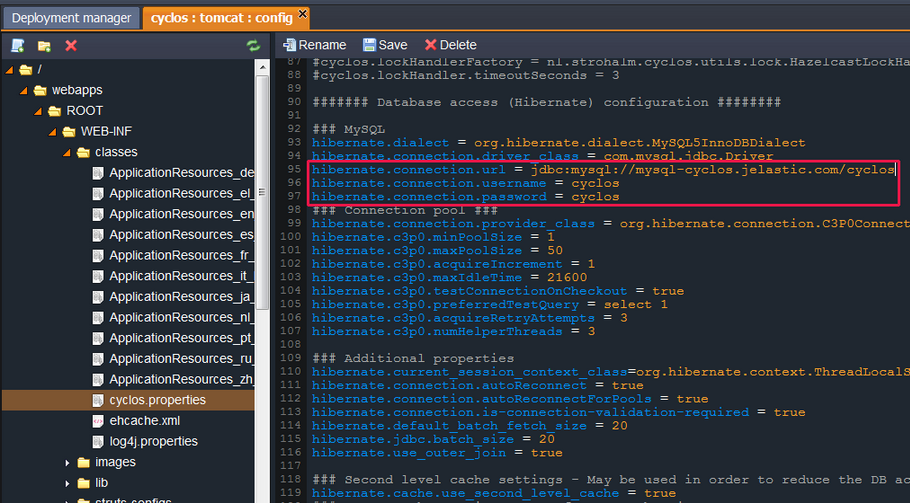 Deployment manager
cyclos : tomcat : config
Rename Save Delete
/
webapps
ROOT
WEB-INF
classes
ApplicationResources_de
ApplicationResources_el
ApplicationResources_en
ApplicationResources_es
ApplicationResources_fr_
ApplicationResources_it_
ApplicationResources_ja_
ApplicationResources_nl_
ApplicationResources_pt_
ApplicationResources_ru_
ApplicationResources_zh_
cyclos.properties
ehcache.xml
log4j.properties
images
lib
struts-configs
87 #cyclos.lockHandlerFactory = nl.strohalm.cyclos.utils.lock.HazelcastLockHa
88 #cyclos.lockHandler.timeoutSeconds = 3
89
90 ####### Database access (Hibernate) configuration ########
91
92 ### MySQL
93 hibernate.dialect = org.hibernate.dialect.MySQL5InnoDBDialect
94 hibernate.connection.driver_class = com.mysql.jdbc.Driver
95 hibernate.connection.url = jdbc:mysql://mysql-cyclos.jelastic.com/cyclos
96 hibernate.connection.username = cyclos
97 hibernate.connection.password = cyclos
98 ### Connection pool ###
99 hibernate.connection.provider_class = org.hibernate.connection.C3P0Connect
100 hibernate.c3p0.minPoolSize = 1
101 hibernate.c3p0.maxPoolSize = 50
102 hibernate.c3p0.acquireIncrement = 1
103 hibernate.c3p0.maxIdleTime = 21600
104 hibernate.c3p0.testConnectionOnCheckout = true
105 hibernate.c3p0.preferredTestQuery = select 1
106 hibernate.c3p0.acquireRetryAttempts = 3
107 hibernate.c3p0.numHelperThreads = 3
108
109 ### Additional properties
110 hibernate.current_session_context_class=org.hibernate.context.ThreadLocalS
111 hibernate.connection.autoReconnect = true
112 hibernate.connection.autoReconnectForPools = true
113 hibernate.connection.is-connection-validation-required = true
114 hibernate.default_batch_fetch_size = 20
115 hibernate.jdbc.batch_size = 20
116 hibernate.use_outer_join = true
117
118 ### Second level cache settings - May be used in order to reduce the DB ac
119 hibernate.cache.use_second_level_cache = true